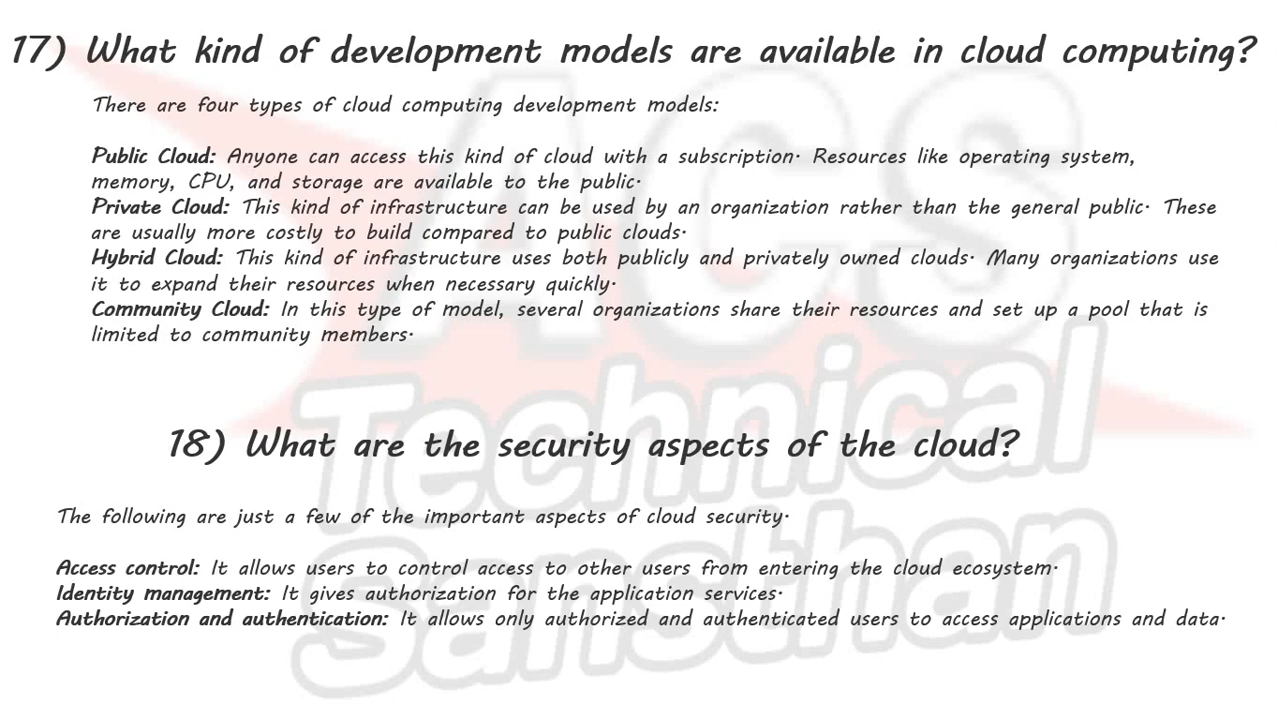 17) What kind of development models are available in cloud computing?
There are four types of cloud computing development models:
Public Cloud: Anyone can access this kind of cloud with a subscription. Resources like operating system,
memory, CPU, and storage are available to the public.
Private Cloud: This kind of infrastructure can be used by an organization rather than the general public. These
are usually more costly to build compared to public clouds.
Hybrid Cloud: This kind of infrastructure uses both publicly and privately owned clouds. Many organizations use
it to expand their resources when necessary quickly.
Community Cloud: In this type of model, several organizations share their resources and set up a pool that is
limited to community members.
18) What are the security aspects of the cloud?
The following are just a few of the important aspects of cloud security.
Access control: It allows users to control access to other users from entering the cloud ecosystem.
Identity management: It gives authorization for the application services.
Authorization and authentication: It allows only authorized and authenticated users to access applications and data.
ACS
Technical
Sansthan